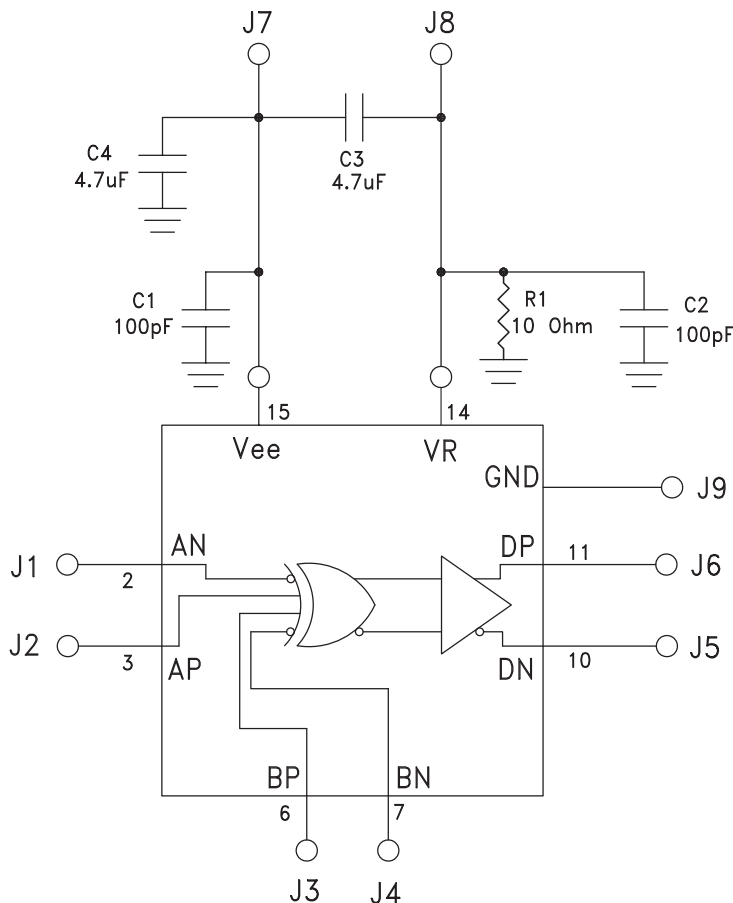 J7
J8
C4
4.7uF
C3
4.7uF
C1
100pF
R1
10 Ohm
C2
100pF
15
14
Vee
VR
GND
J9
J1
AN
2
DP
11
J6
J2
3
AP
DN
10
J5
BP
BN
6
7
J3
J4